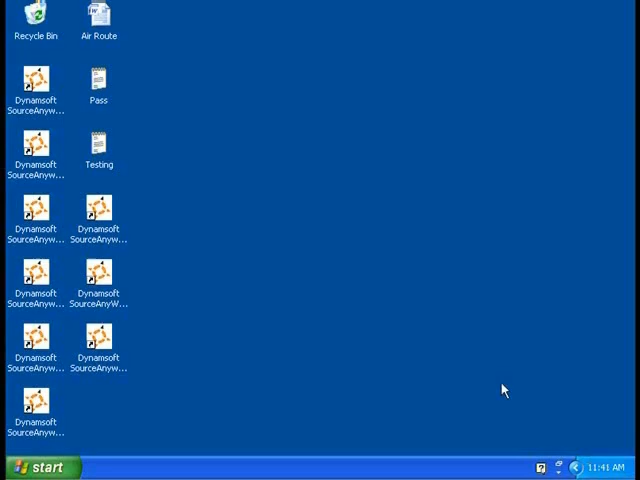 Recycle Bin
Air Route
Dynamsoft
SourceAnyw...
Pass
Dynamsoft
SourceAnyw...
Testing
Dynamsoft
SourceAnyw...
Dynamsoft
SourceAnyw...
Dynamsoft
SourceAnyw...
Dynamsoft
SourceAnyW...
Dynamsoft
SourceAnyw...
Dynamsoft
SourceAnyw...
Dynamsoft
SourceAnyw...
start
11:41 AM